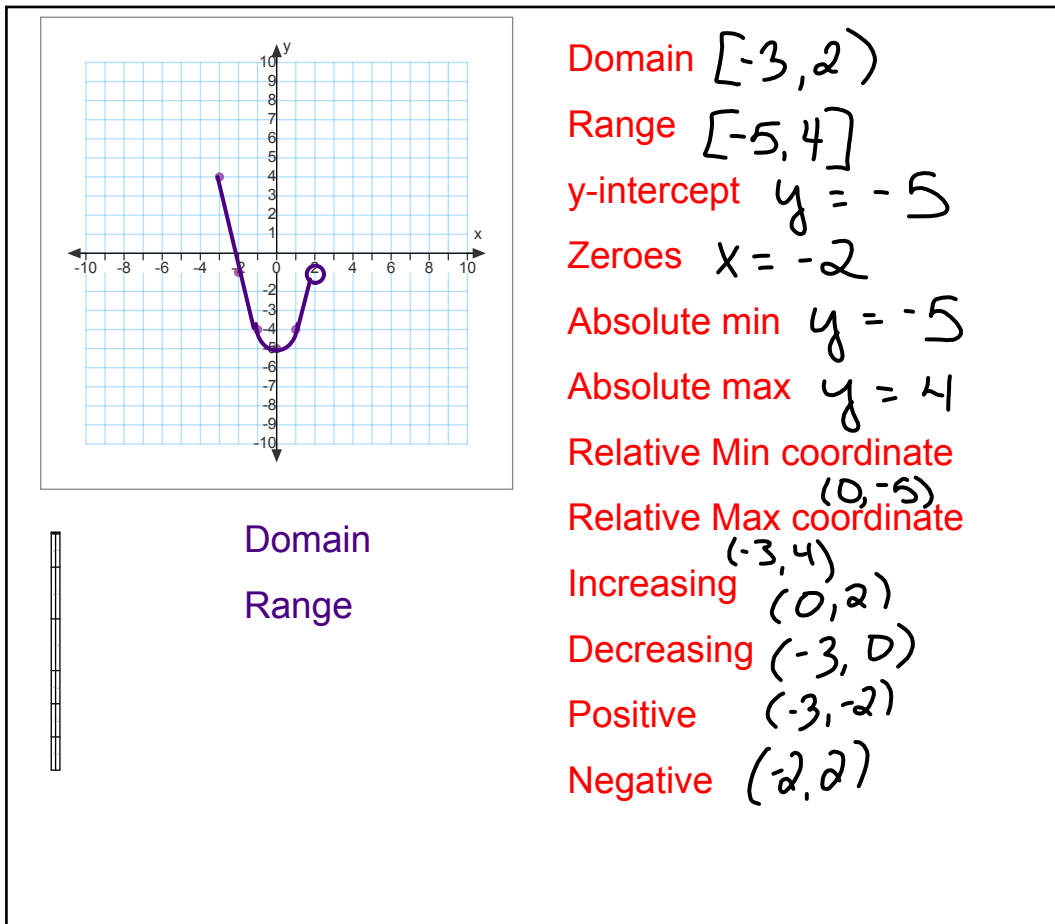 y
10
9
8
7
6
5
4
3
2
1
x
-10 -8 -6 -4 -2 0 2 4 6 8 10
-2
-3
-4
-5
-6
-7
-8
-9
-10
Domain
Range
Domain [-3, 2)
Range [-5, 4]
y-intercept y = -5
Zeroes x = -2
Absolute min y = -5
Absolute max y = 4
Relative Min coordinate
(0, -5)
Relative Max coordinate
(-3, 4)
Increasing (0, 2)
Decreasing (-3, 0)
Positive (-3, -2)
Negative (-2, 2)